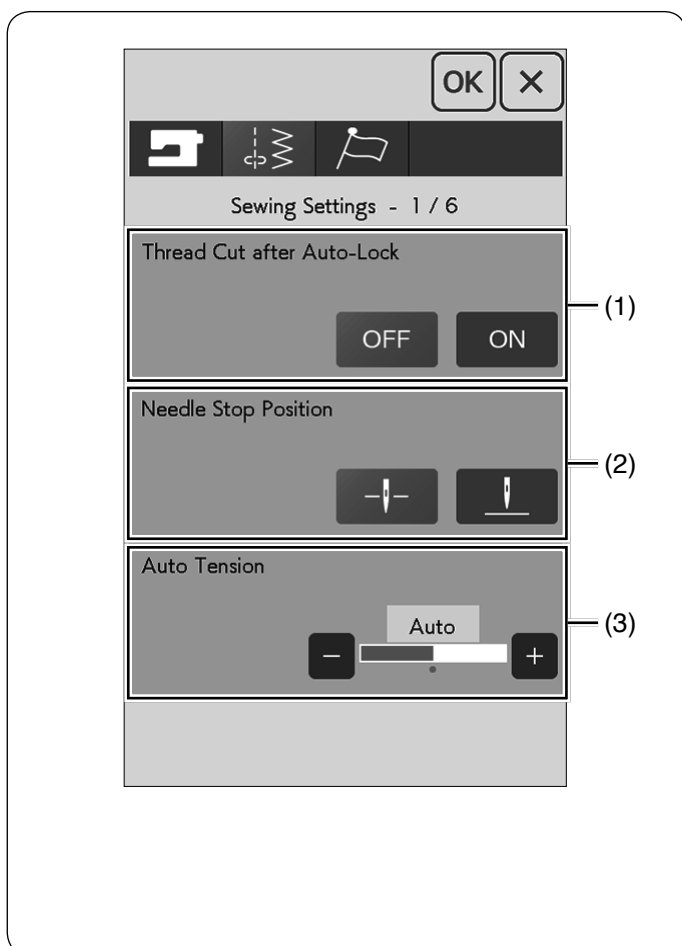 OK ×
Sewing Settings - 1 / 6
Thread Cut after Auto-Lock
(1)
OFF ON
Needle Stop Position
(2)
Auto Tension
Auto
(3)
− +